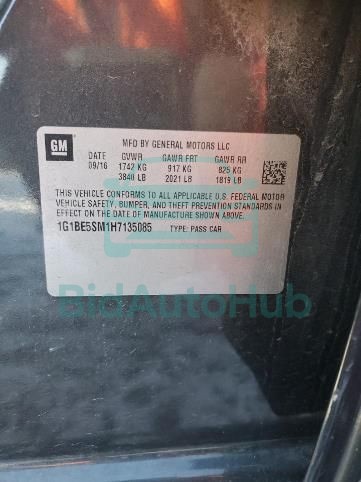 GM
MFD BY GENERAL MOTORS LLC
DATE GVWR GAWR FRT GAWR RR
09/16 1742 KG 917 KG 825 KG
3840 LB 2021 LB 1819 LB
THIS VEHICLE CONFORMS TO ALL APPLICABLE U.S. FEDERAL MOTOR
VEHICLE SAFETY, BUMPER, AND THEFT PREVENTION STANDARDS IN
EFFECT ON THE DATE OF MANUFACTURE SHOWN ABOVE.
1G1BE5SM1H7135085 TYPE: PASS CAR
BidAutoHub